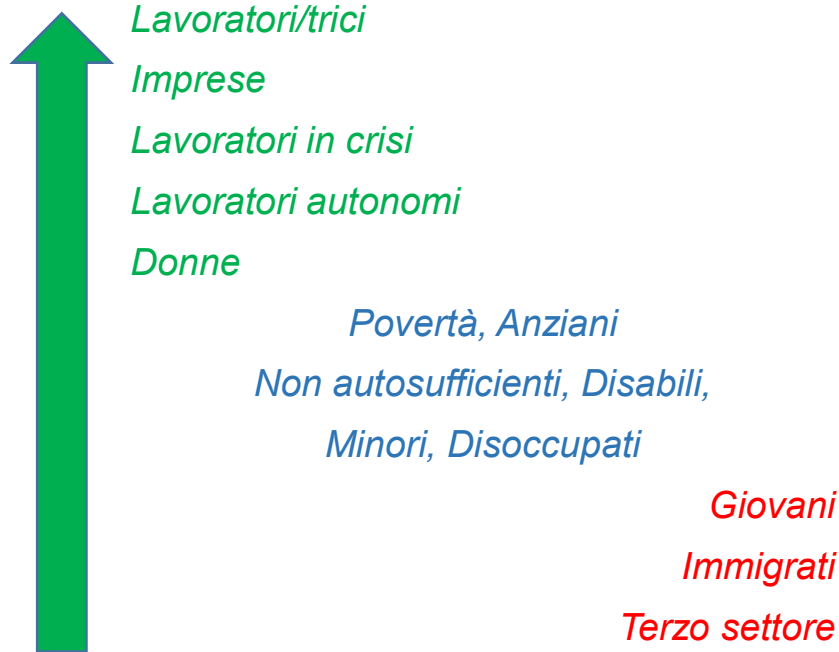 Lavoratori/trici
Imprese
Lavoratori in crisi
Lavoratori autonomi
Donne
Povertà, Anziani
Non autosufficienti, Disabili,
Minori, Disoccupati
Giovani
Immigrati
Terzo settore